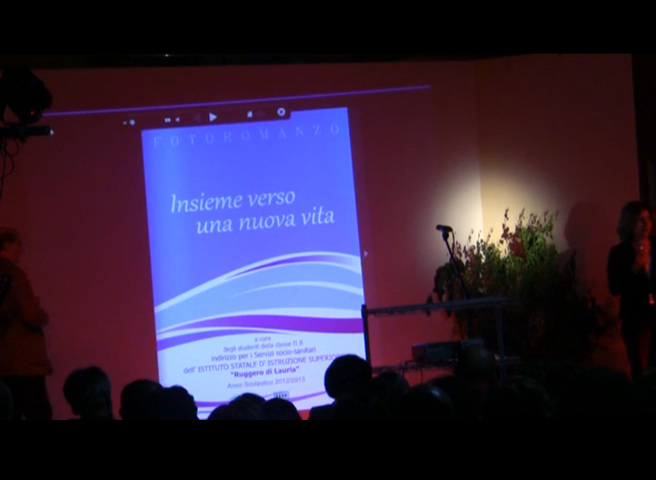 FOTOROMANZO
Insieme verso
una nuova vita
a cura
degli studenti della classe II B
indirizzo per i Servizi socio-sanitari
dell' ISTITUTO STATALE D' ISTRUZIONE SUPERIORE
"Ruggero di Lauria"
Anno Scolastico 2012/2013